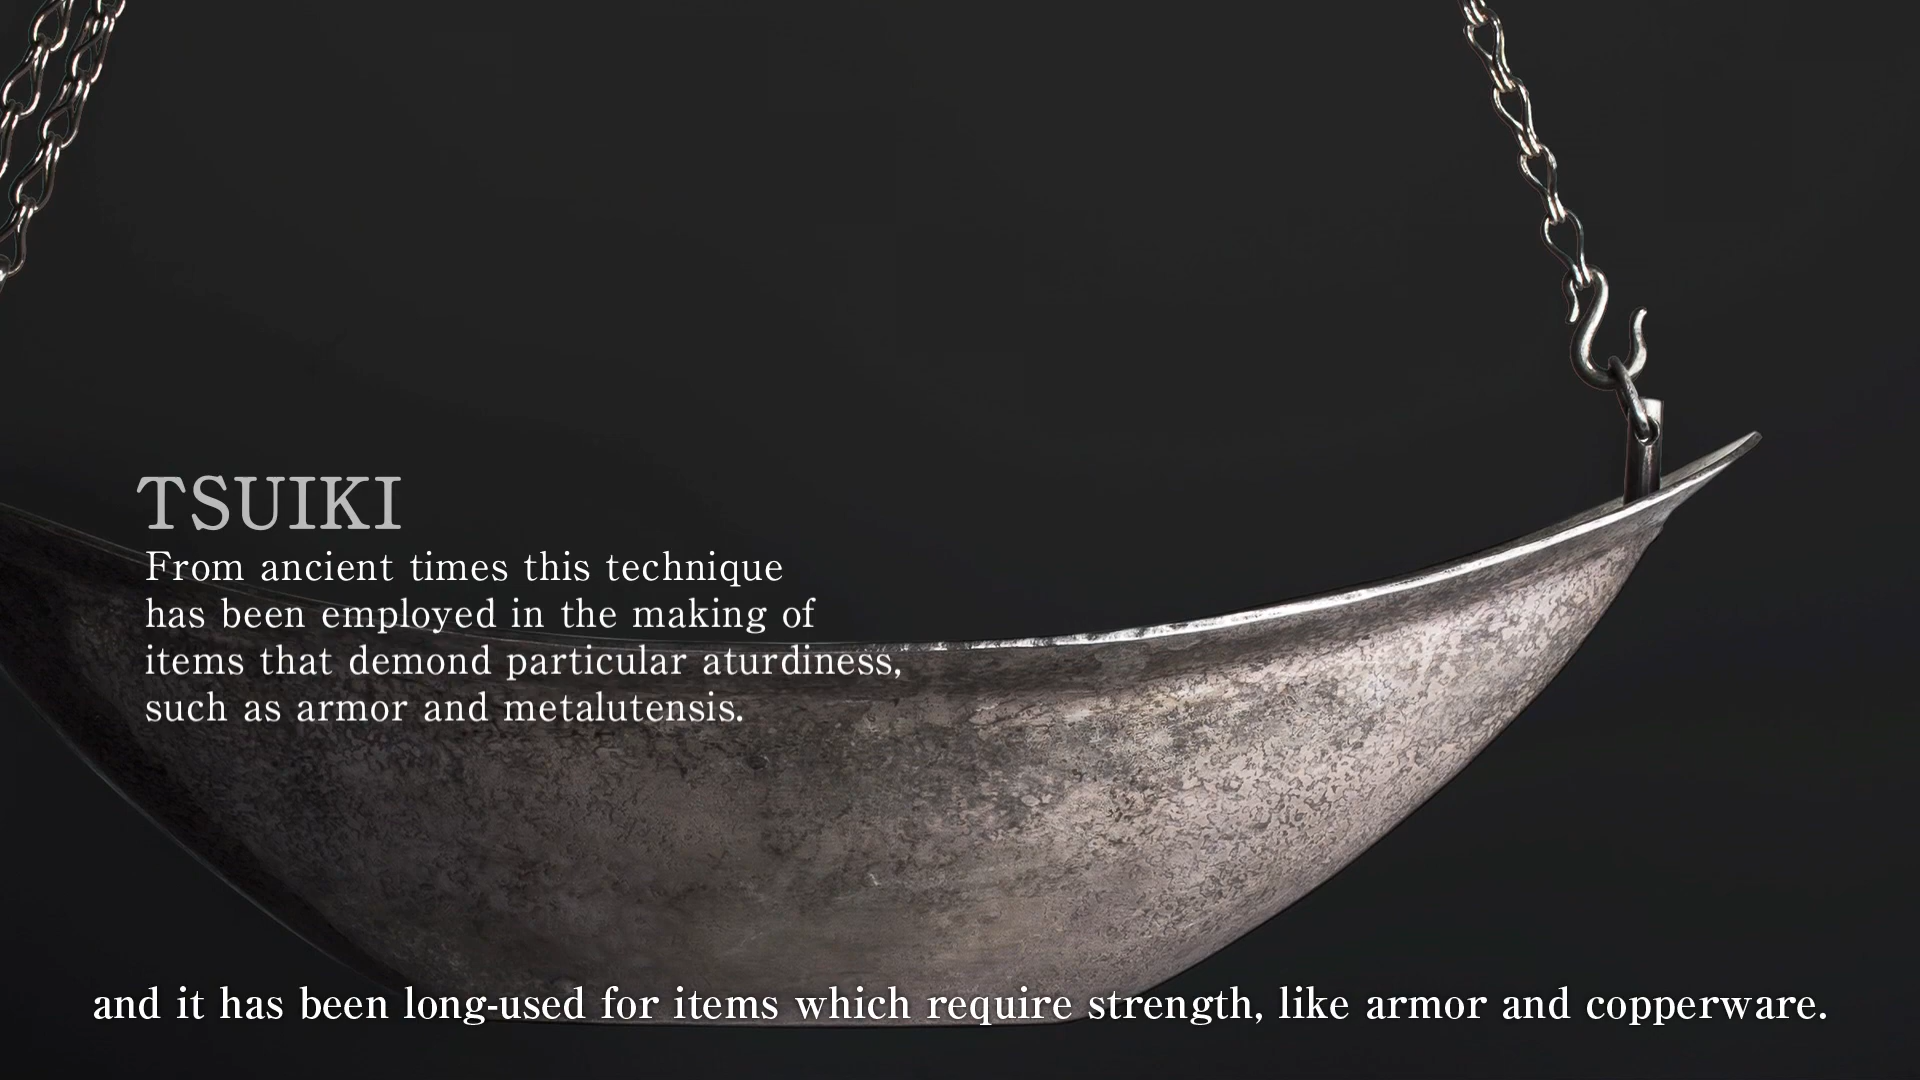 TSUIKI
From ancient times this technique
has been employed in the making of
items that demond particular aturdiness,
such as armor and metalutensis.
and it has been long-used for items which require strength, like armor and copperware.